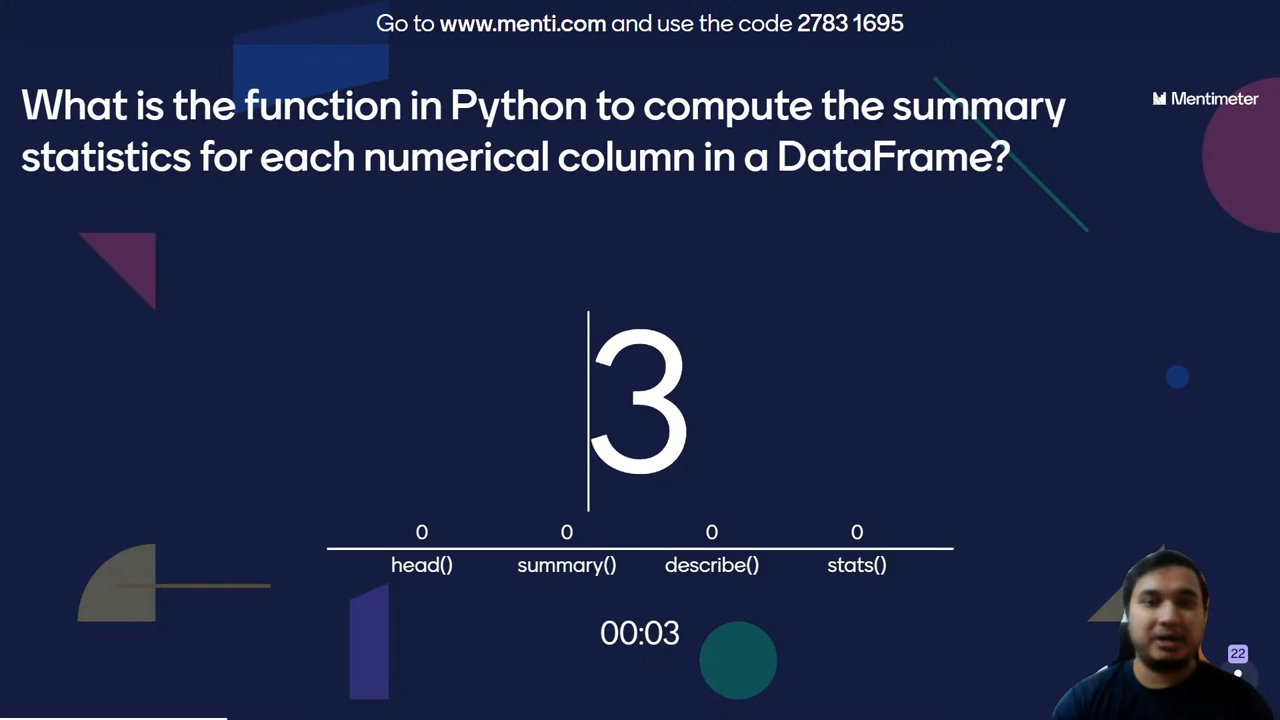 Go to www.menti.com and use the code 2783 1695
What is the function in Python to compute the summary
statistics for each numerical column in a DataFrame?
Mentimeter
3
0 0 0 0
head() summary() describe() stats()
00:03
22